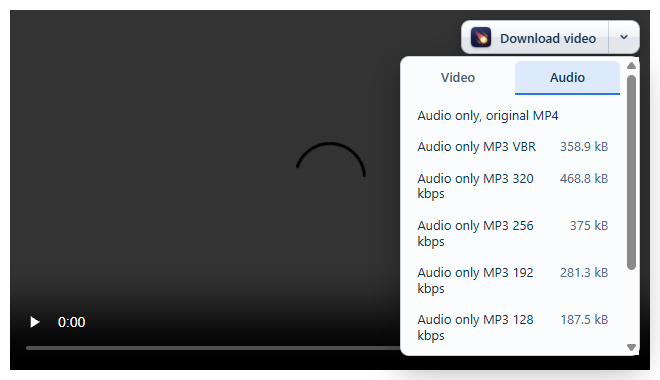 Download video
Video
Audio
Audio only, original MP4
Audio only MP3 VBR 358.9 kB
Audio only MP3 320 468.8 kB
kbps
Audio only MP3 256 375 kB
kbps
Audio only MP3 192 281.3 kB
kbps
Audio only MP3 128 187.5 kB
kbps
0:00